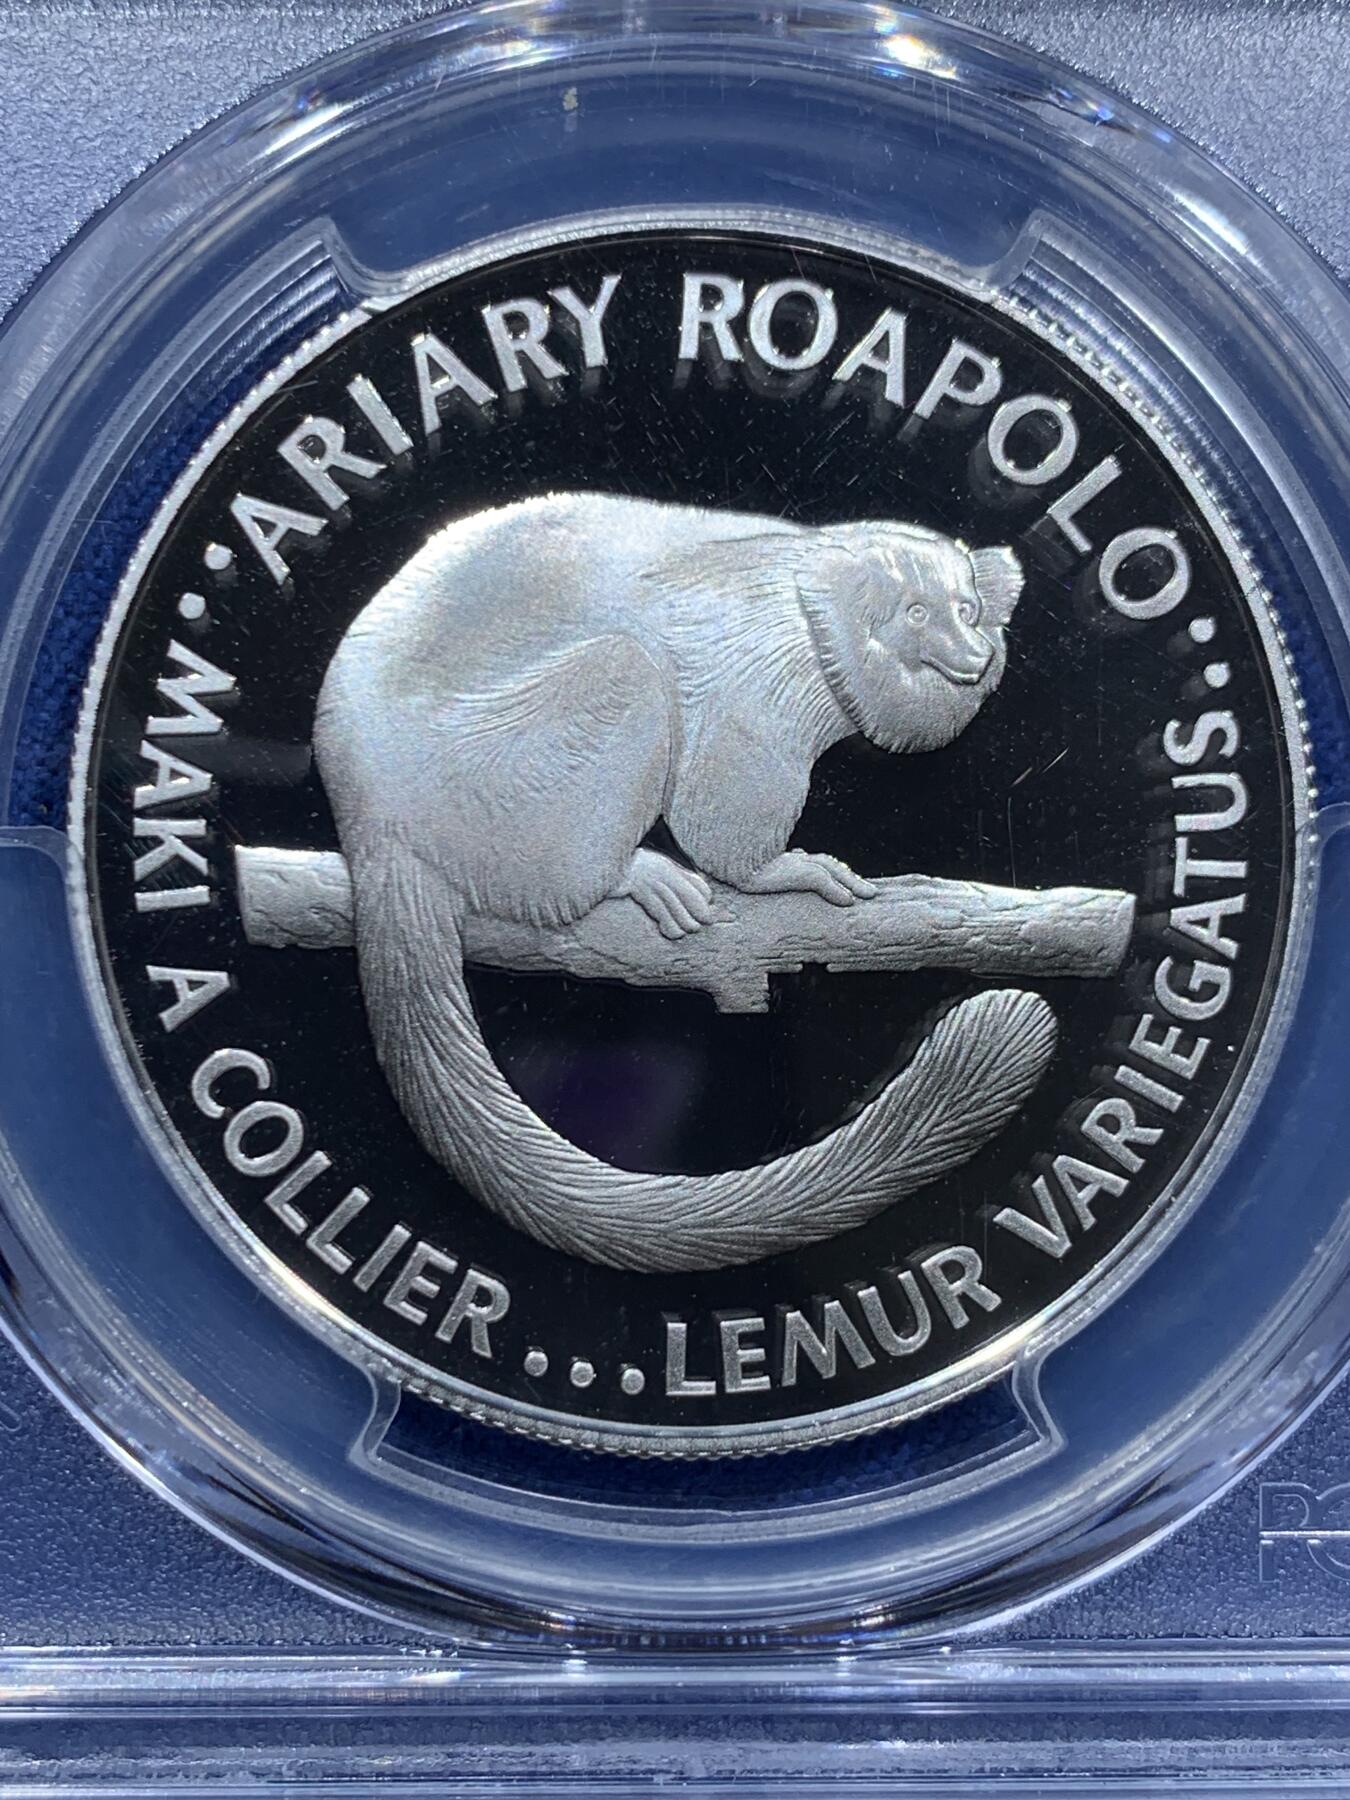 • ARIARY ROAPOLO •
• MAKI A COLLIER ... LEMUR VARIEGATUS •